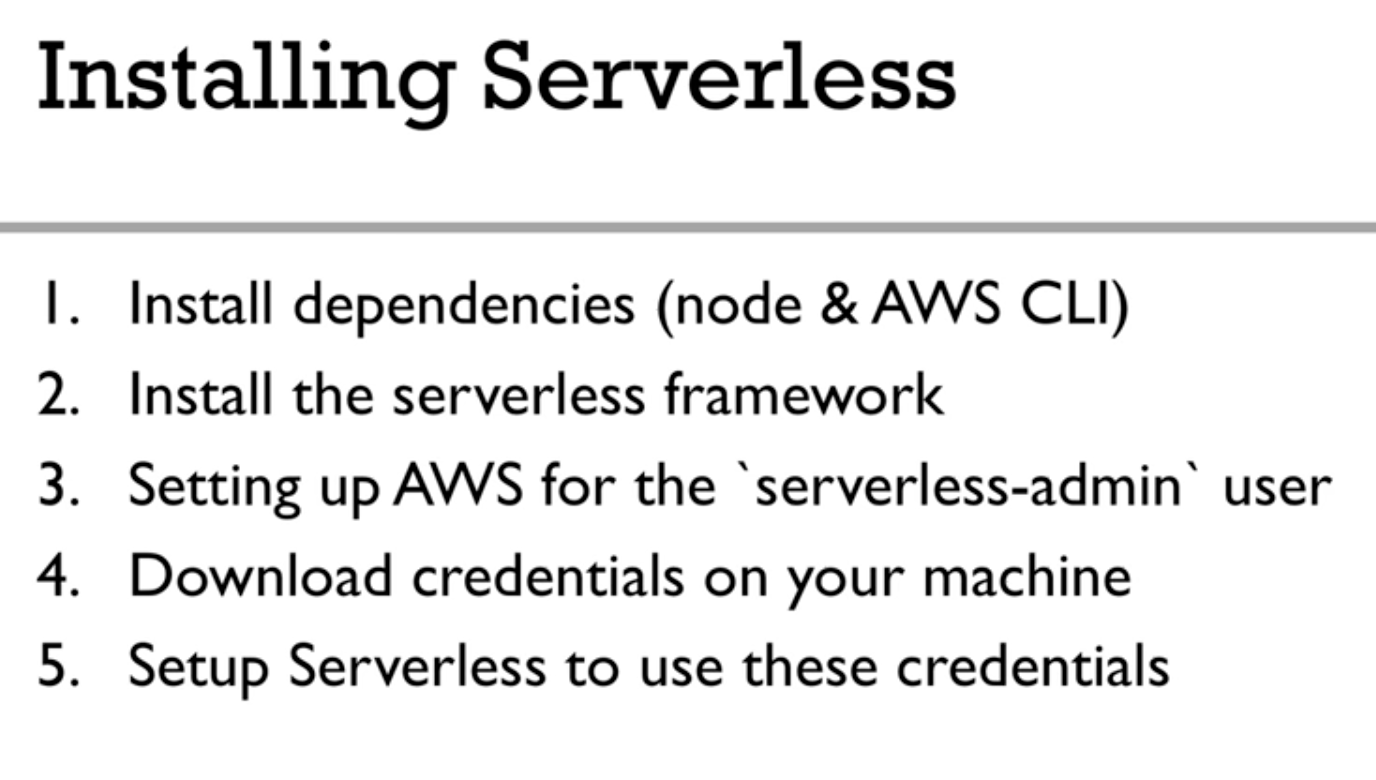 Installing Serverless
1. Install dependencies (node & AWS CLI)
2. Install the serverless framework
3. Setting up AWS for the `serverless-admin` user
4. Download credentials on your machine
5. Setup Serverless to use these credentials